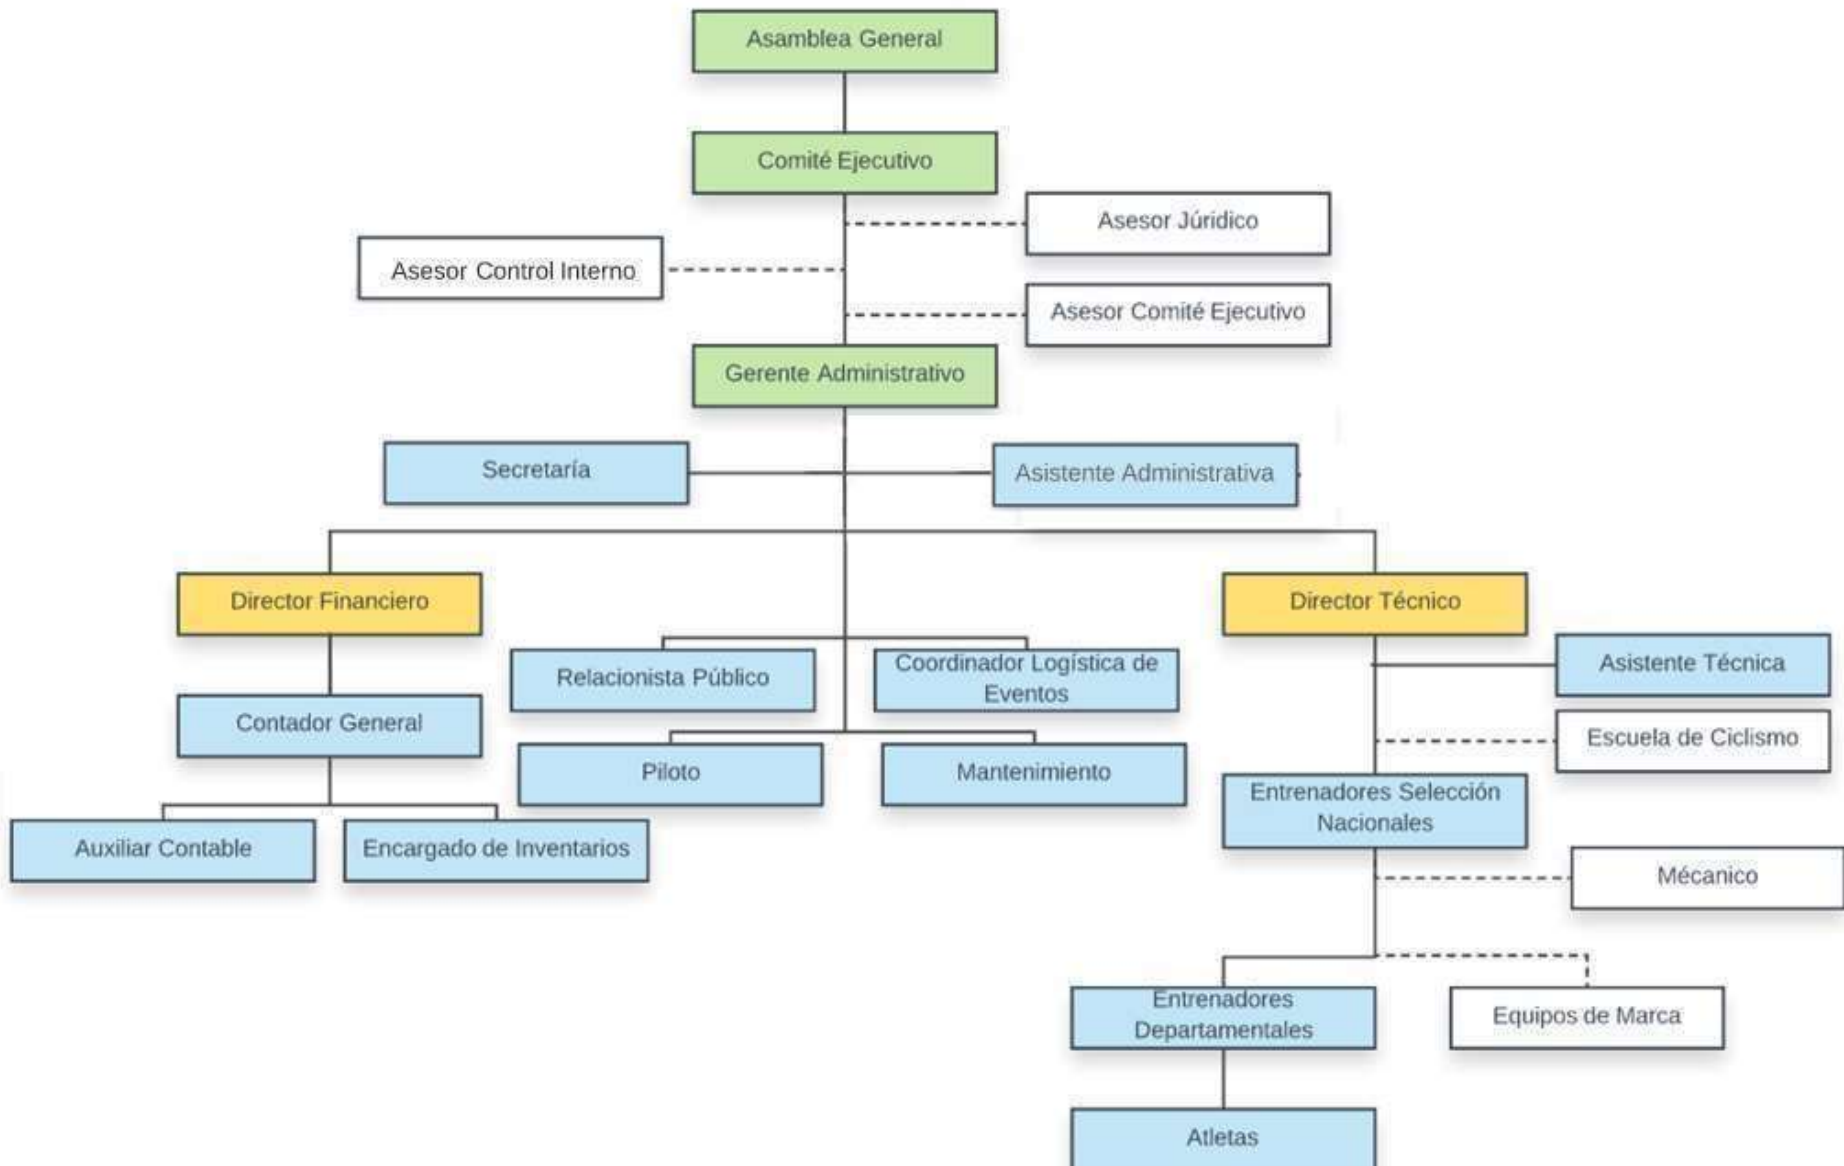 Asamblea General
Comité Ejecutivo
Asesor Júridico
Asesor Control Interno
Asesor Comité Ejecutivo
Gerente Administrativo
Secretaría
Asistente Administrativa
Director Financiero
Director Técnico
Asistente Técnica
Relacionista Público
Coordinador Logística de
Eventos
Contador General
Escuela de Ciclismo
Piloto
Mantenimiento
Entrenadores Selección
Nacionales
Auxiliar Contable
Encargado de Inventarios
Mécanico
Entrenadores
Departamentales
Equipos de Marca
Atletas